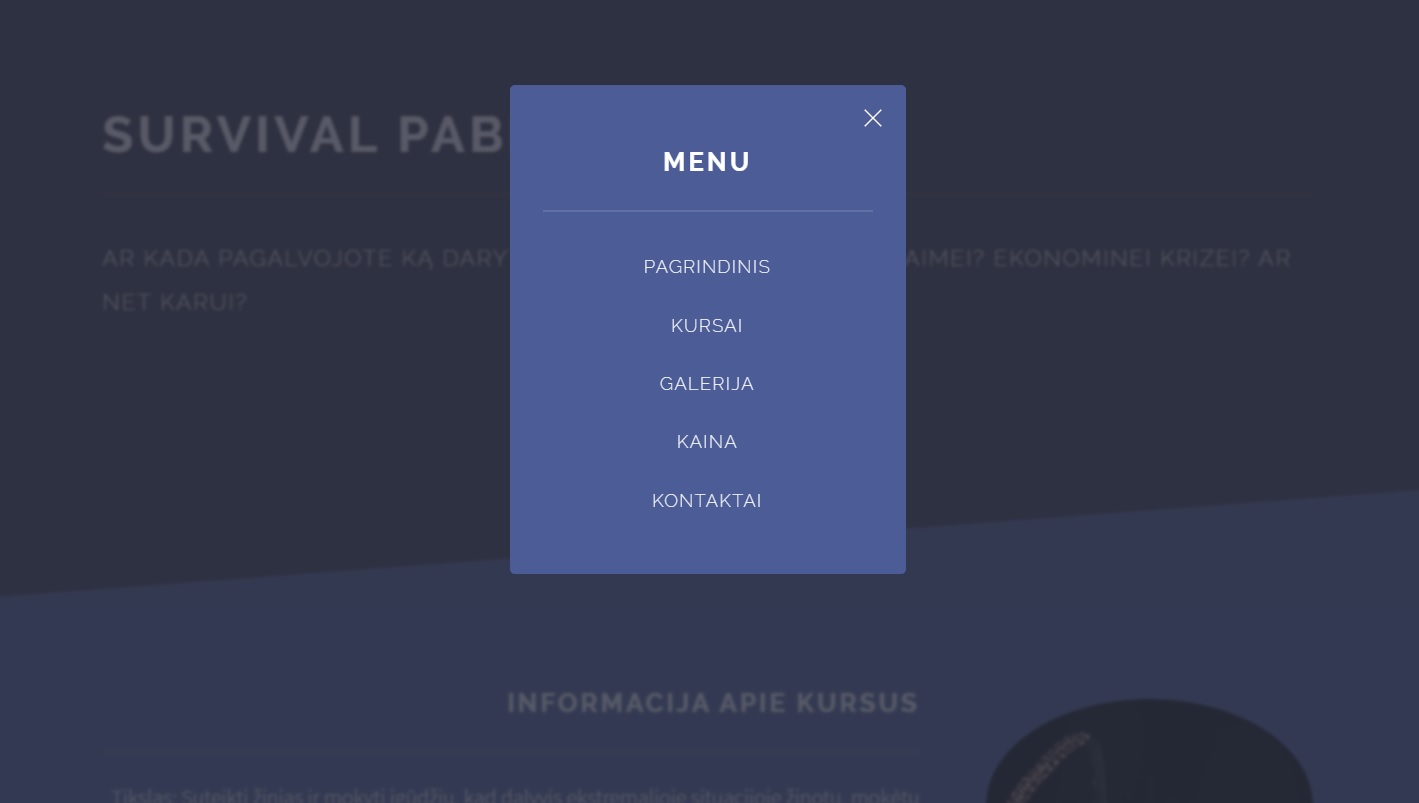 SURVIVAL PAB
MENU
AR KADA PAGALVOJOTE KĄ DARY
AIMEI? EKONOMINEI KRIZEI? AR
NET KARUI?
PAGRINDINIS
KURSAI
GALERIJA
KAINA
KONTAKTAI
INFORMACIJA APIE KURSUS
Tikslas: Suteikti žinias ir mokyti įgūdžių, kad dalyvis ekstremalioje situacijoje žinotų, mokėtų